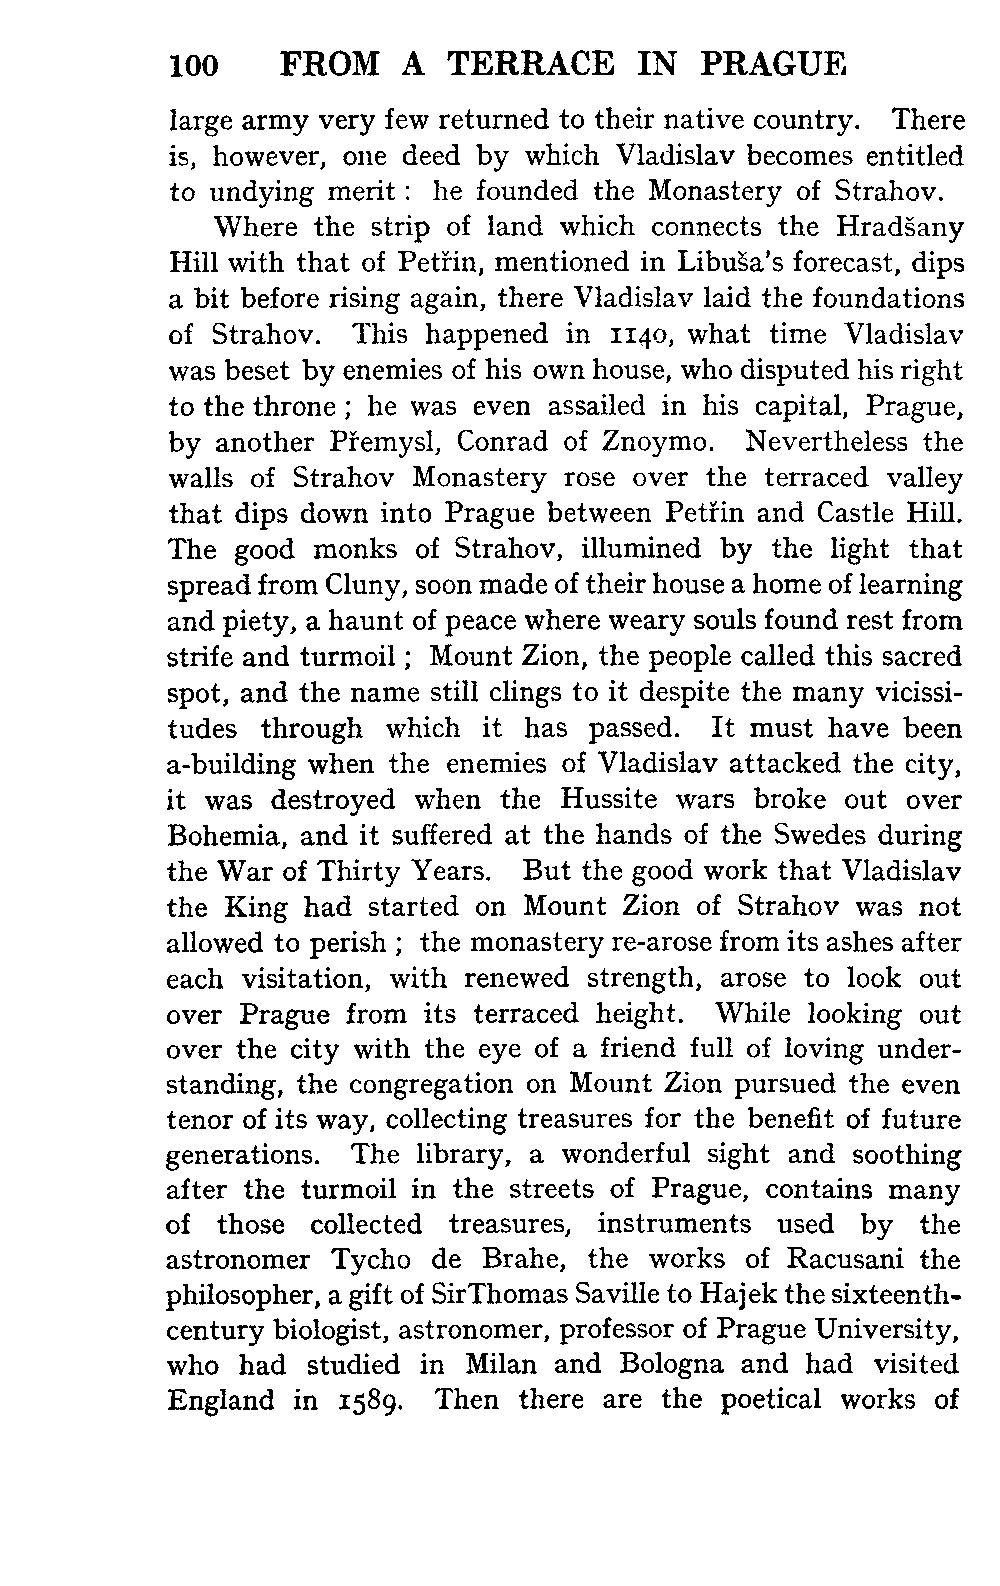 100 FROM A TERRACE IN PRAGUE
large army very few returned to their native country. There
is, however, one deed by which Vladislav becomes entitled
to undying merit : he founded the Monastery of Strahov.
Where the strip of land which connects the Hradšany
Hill with that of Petřin, mentioned in Libuša's forecast, dips
a bit before rising again, there Vladislav laid the foundations
of Strahov. This happened in 1140, what time Vladislav
was beset by enemies of his own house, who disputed his right
to the throne ; he was even assailed in his capital, Prague,
by another Přemysl, Conrad of Znoymo. Nevertheless the
walls of Strahov Monastery rose over the terraced valley
that dips down into Prague between Petřin and Castle Hill.
The good monks of Strahov, illumined by the light that
spread from Cluny, soon made of their house a home of learning
and piety, a haunt of peace where weary souls found rest from
strife and turmoil ; Mount Zion, the people called this sacred
spot, and the name still clings to it despite the many vicissi-
tudes through which it has passed. It must have been
a-building when the enemies of Vladislav attacked the city,
it was destroyed when the Hussite wars broke out over
Bohemia, and it suffered at the hands of the Swedes during
the War of Thirty Years. But the good work that Vladislav
the King had started on Mount Zion of Strahov was not
allowed to perish ; the monastery re-arose from its ashes after
each visitation, with renewed strength, arose to look out
over Prague from its terraced height. While looking out
over the city with the eye of a friend full of loving under-
standing, the congregation on Mount Zion pursued the even
tenor of its way, collecting treasures for the benefit of future
generations. The library, a wonderful sight and soothing
after the turmoil in the streets of Prague, contains many
of those collected treasures, instruments used by the
astronomer Tycho de Brahe, the works of Racusani the
philosopher, a gift of SirThomas Saville to Hajek the sixteenth-
century biologist, astronomer, professor of Prague University,
who had studied in Milan and Bologna and had visited
England in 1589. Then there are the poetical works of